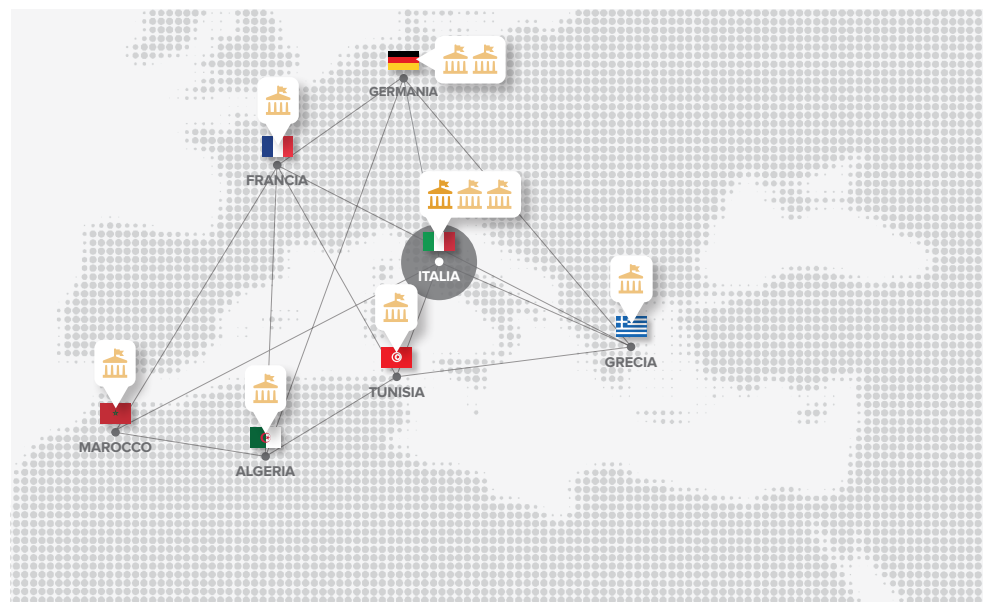 GERMANIA
FRANCIA
ITALIA
GRECIA
TUNISIA
MAROCCO
ALGERIA